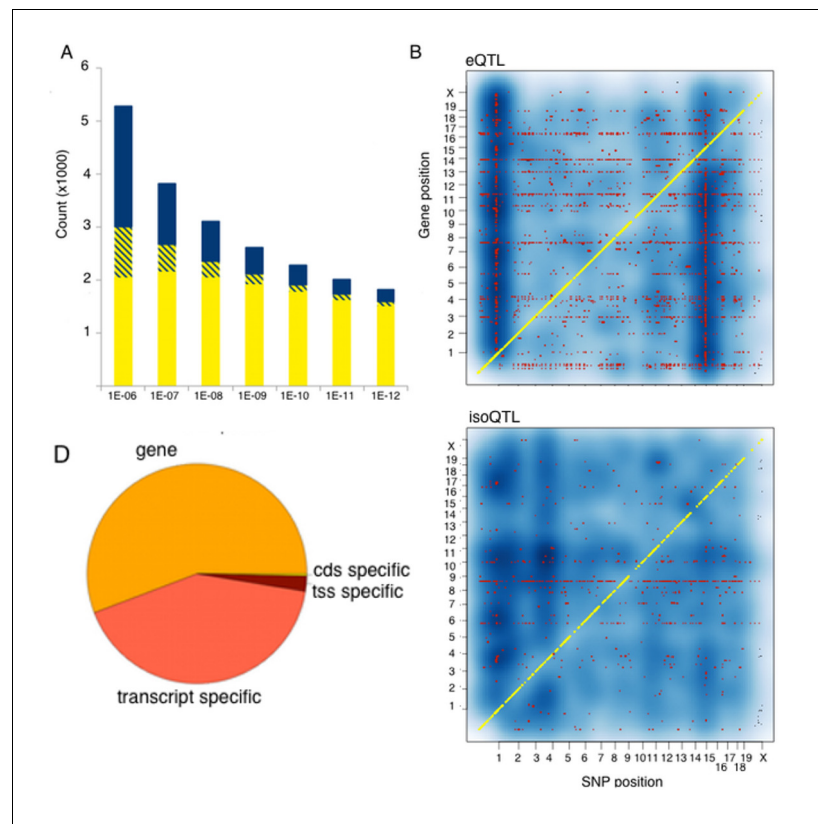 A
6
5
4
3
2
1
Count (x1000)
1E-06 1E-07 1E-08 1E-09 1E-10 1E-11 1E-12
B
eQTL
X
19
18
17
16
15
14
13
12
11
10
9
8
7
6
5
4
3
2
1
Gene position
isoQTL
X
19
18
17
16
15
14
13
12
11
10
9
8
7
6
5
4
3
2
1
1 2 3 4 5 6 7 8 9 10 11 12 13 14 15 16 17 18 19 X
SNP position
D
gene
cds specific
tss specific
transcript specific